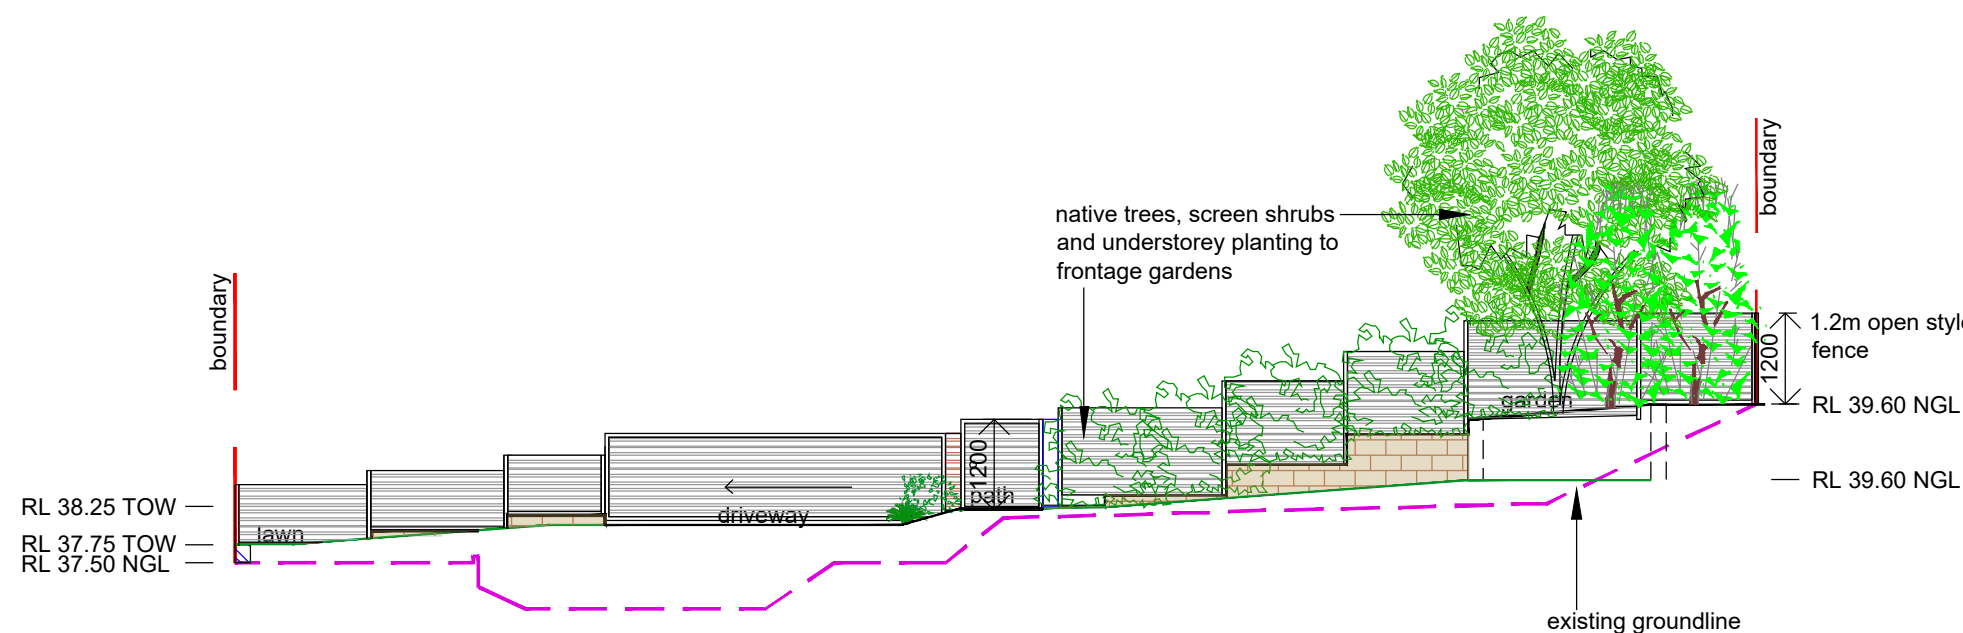 boundary
boundary
native trees, screen shrubs
and understorey planting to
frontage gardens
1.2m open style
fence
1200
RL 39.60 NGL
garden
1200
path
RL 39.60 NGL
driveway
RL 38.25 TOW
lawn
RL 37.75 TOW
RL 37.50 NGL
existing groundline